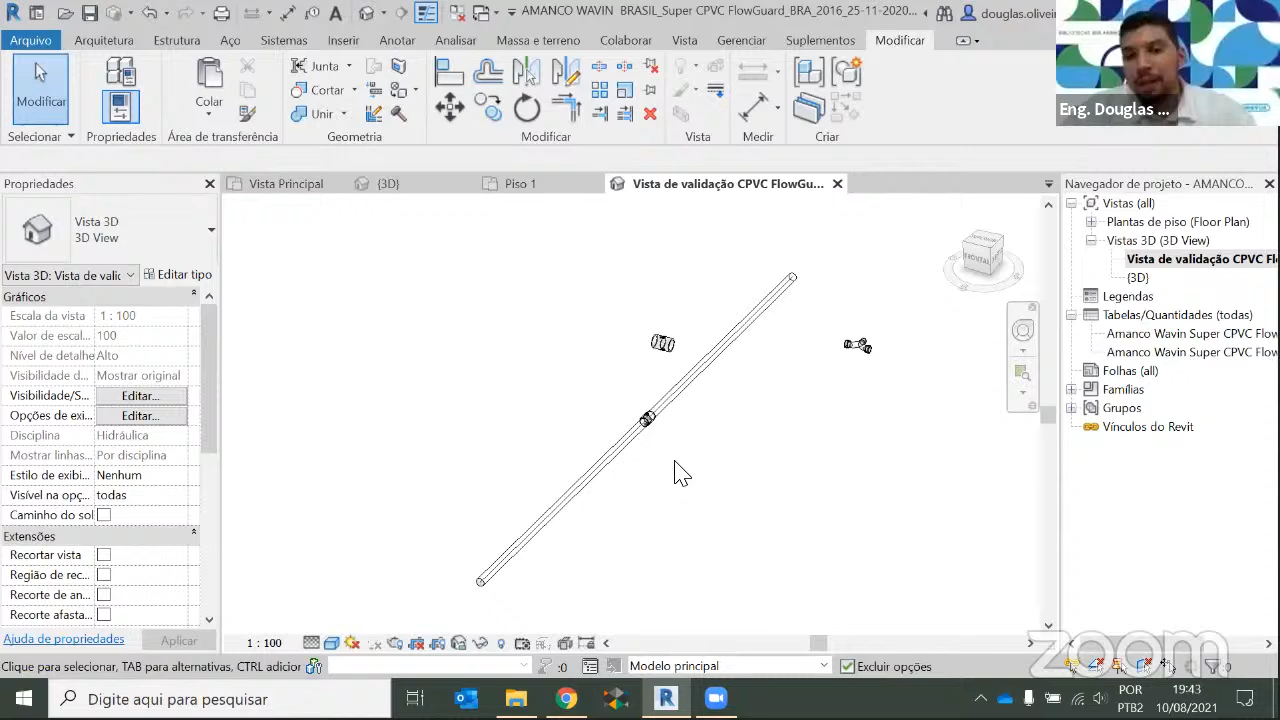 AMANCO WAVIN BRASIL_Super CPVC FlowGuard_BRA_2016_25-11-2020...
douglas.oliveir
Arquivo
Arquitetura
Estrutura
Aço
Sistemas
Analisar
Colaborar
Vista
Gerenciar
Modificar
Eng. Douglas ...
Modificar
Selecionar
Propriedades
Colar
Área de transferência
Junta
Cortar
Unir
Geometria
Modificar
Vista
Medir
Criar
Propriedades
Vista Principal
{3D}
Piso 1
Vista de validação CPVC FlowGu...
Navegador de projeto - AMANCO...
Vista 3D
3D View
Vista 3D: Vista de valic
Editar tipo
Gráficos
Escala da vista 1 : 100
Valor de escal... 100
Nível de detalhe Alto
Visibilidade d... Mostrar original
Visibilidade/S... Editar...
Opções de exi... Editar...
Disciplina Hidráulica
Mostrar linhas... Por disciplina
Estilo de exibi... Nenhum
Visível na opç... todas
Caminho do sol
Extensões
Recortar vista
Região de rec...
Recorte de an...
Recorte afasta...
Ajuda de propriedades
Aplicar
FRONTAL
Vistas (all)
Plantas de piso (Floor Plan)
Vistas 3D (3D View)
Vista de validação CPVC Fl
{3D}
Legendas
Tabelas/Quantidades (todas)
Amanco Wavin Super CPVC Flow
Amanco Wavin Super CPVC Flow
Folhas (all)
Famílias
Grupos
Vínculos do Revit
1 : 100
zoom
Clique para selecionar, TAB para alternativas, CTRL adicior
:0
Modelo principal
Excluir opções
Digite aqui para pesquisar
POR
PTB2
19:43
10/08/2021